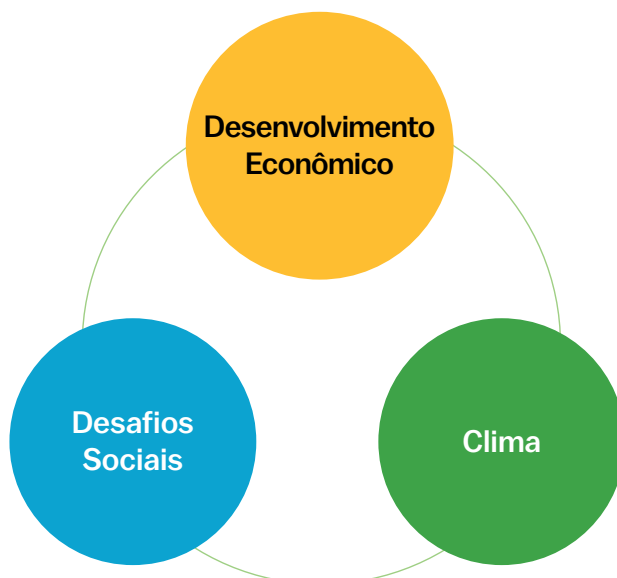 Desenvolvimento
Econômico
Desafios
Sociais
Clima